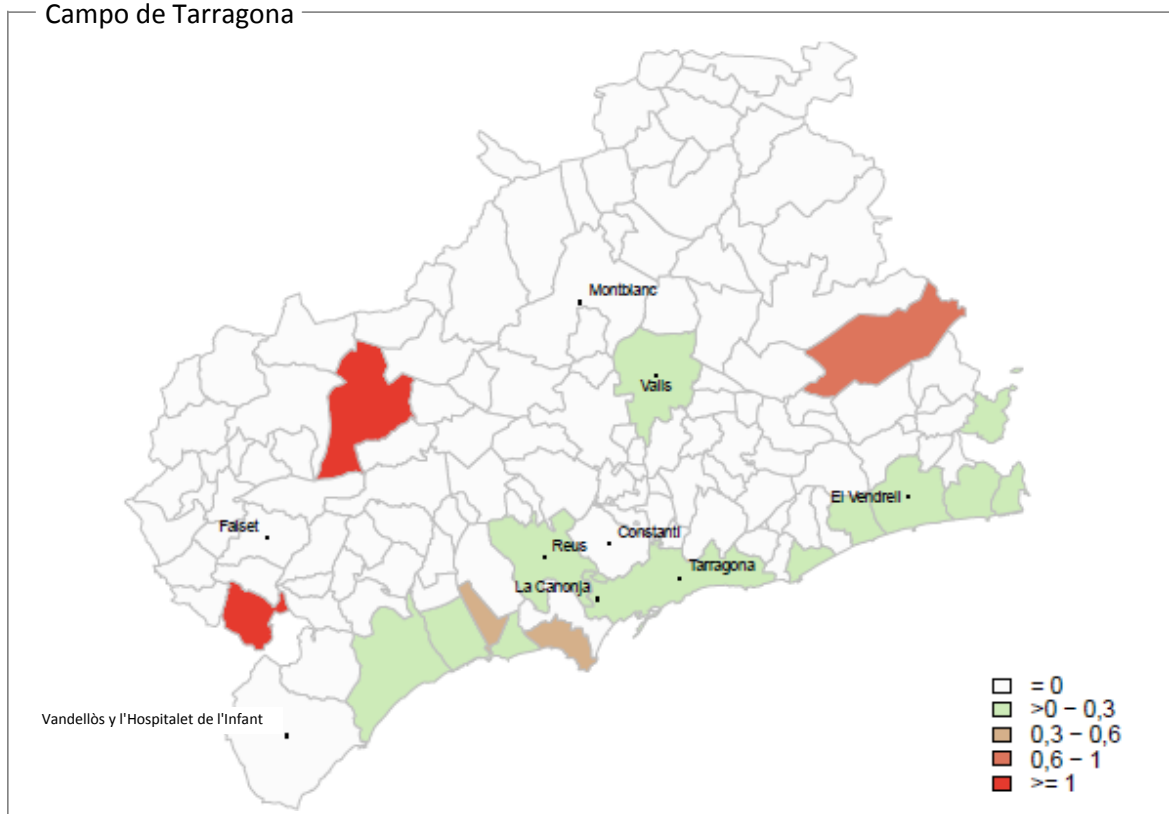 Campo de Tarragona
Montblanc
Valls
El Vendrell
Falset
Constantí
Reus
Tarragona
La Canonja
= 0
>0 – 0,3
0,3 – 0,6
0,6 – 1
>= 1
Vandellòs y l'Hospitalet de l'Infant